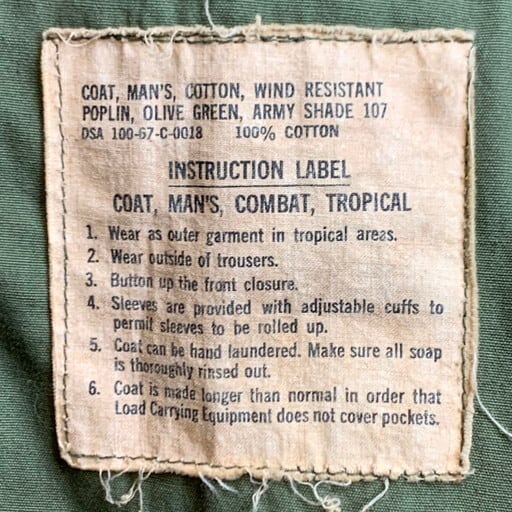 COAT, MAN'S, COTTON, WIND RESISTANT
POPLIN, OLIVE GREEN, ARMY SHADE 107
DSA 100-67-C-0018 100% COTTON
INSTRUCTION LABEL
COAT, MAN'S, COMBAT, TROPICAL
1. Wear as outer garment in tropical areas.
2. Wear outside of trousers.
3. Button up the front closure.
4. Sleeves are provided with adjustable cuffs to
permit sleeves to be rolled up.
5. Coat can be hand laundered. Make sure all soap
is thoroughly rinsed out.
6. Coat is made longer than normal in order that
Load Carrying Equipment does not cover pockets.